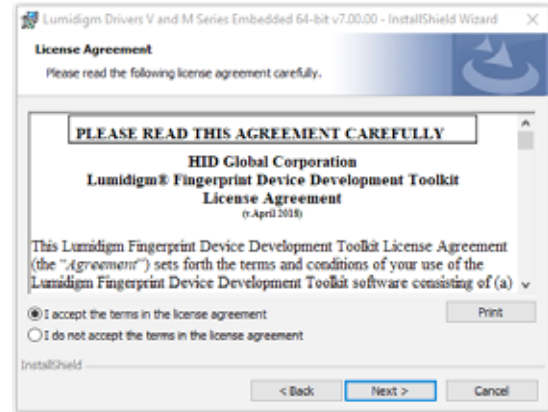 Lumidigm Drivers V and M Series Embedded 64-bit v7.00.00 - InstallShield Wizard
License Agreement
Please read the following license agreement carefully.
PLEASE READ THIS AGREEMENT CAREFULLY
HID Global Corporation
Lumidigm® Fingerprint Device Development Toolkit
License Agreement
(v.April 2018)
This Lumidigm Fingerprint Device Development Toolkit License Agreement
(the "Agreement") sets forth the terms and conditions of your use of the
Lumidigm Fingerprint Device Development Toolkit software consisting of (a)
I accept the terms in the license agreement
Print
I do not accept the terms in the license agreement
InstallShield
< Back
Next >
Cancel